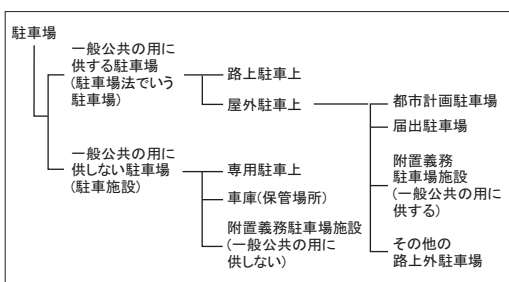 駐車場
一般公共の用に
供する駐車場
(駐車場法でいう
駐車場)
路上駐車上
屋外駐車上
都市計画駐車場
届出駐車場
附置義務
駐車場施設
(一般公共の用に
供する)
その他の
路上外駐車場
一般公共の用に
供しない駐車場
(駐車施設)
専用駐車上
車庫(保管場所)
附置義務駐車場施設
(一般公共の用に
供しない)